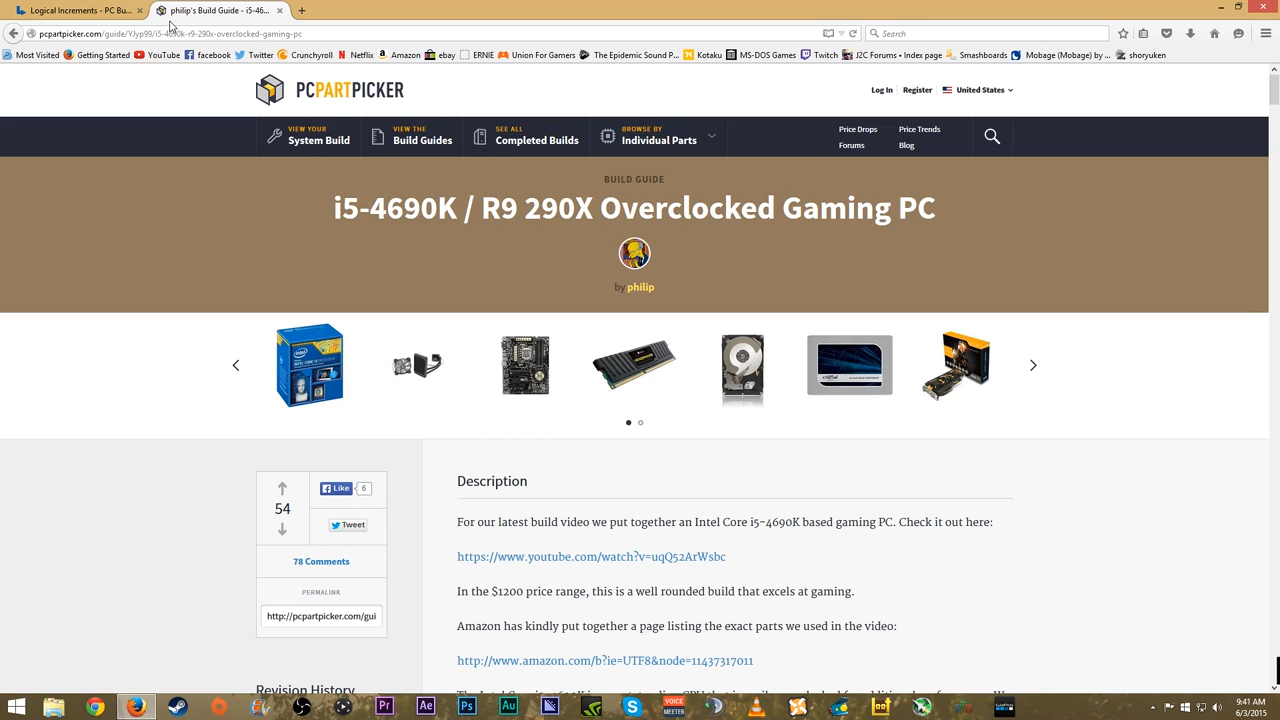 Logical Increments - PC Bu...
philip's Build Guide - i5-46...
pcpartpicker.com/guide/YJyp99/i5-4690k-r9-290x-overclocked-gaming-pc
Search
Most Visited Getting Started YouTube facebook Twitter Crunchyroll Netflix Amazon ebay ERNIE Union For Gamers The Epidemic Sound P... Kotaku MS-DOS Games Twitch J2C Forums • Index page Smashboards Mobage (Mobage) by ... shoryuken
PCPARTPICKER
Log In Register United States
VIEW YOUR
System Build
VIEW THE
Build Guides
SEE ALL
Completed Builds
BROWSE BY
Individual Parts
Price Drops Price Trends
Forums Blog
BUILD GUIDE
i5-4690K / R9 290X Overclocked Gaming PC
by philip
54
Like 6
Tweet
78 Comments
PERMALINK
http://pcpartpicker.com/gui
Revision History
Description
For our latest build video we put together an Intel Core i5-4690K based gaming PC. Check it out here:
https://www.youtube.com/watch?v=uqQ52ArWsbc
In the $1200 price range, this is a well rounded build that excels at gaming.
Amazon has kindly put together a page listing the exact parts we used in the video:
http://www.amazon.com/b?ie=UTF8&node=11437317011
Pr Ae Ps Au
VOICE
MEETER
9:41 AM
6/3/2015